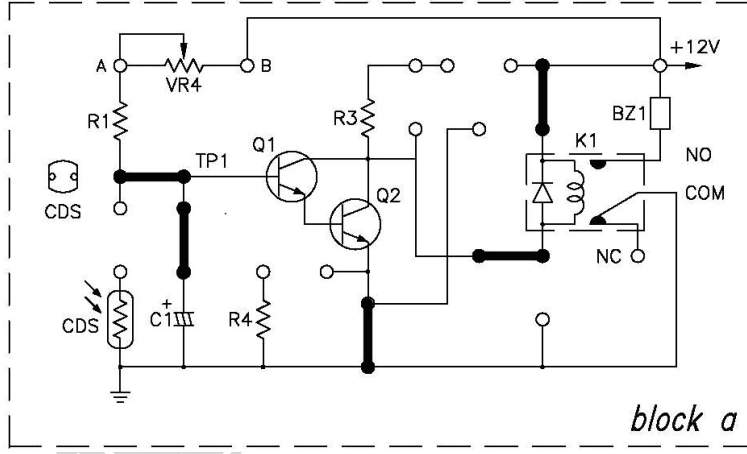 A
B
+12V
VR4
R1
R3
BZ1
K1
Q1
TP1
NO
CDS
Q2
COM
NC
CDS
+
C1
R4
block a